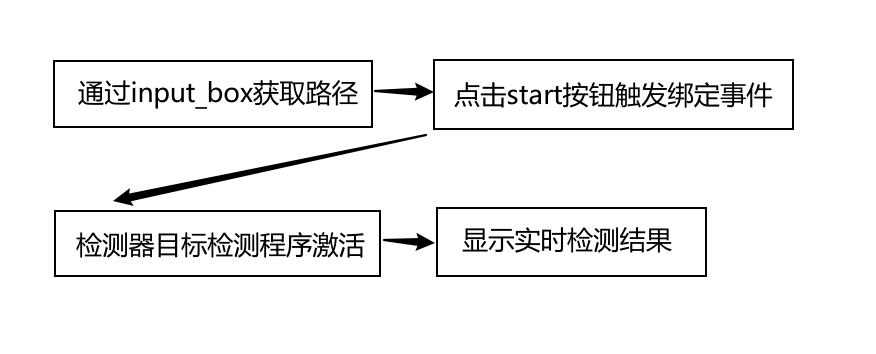 通过input_box获取路径
点击start按钮触发绑定事件
检测器目标检测程序激活
显示实时检测结果